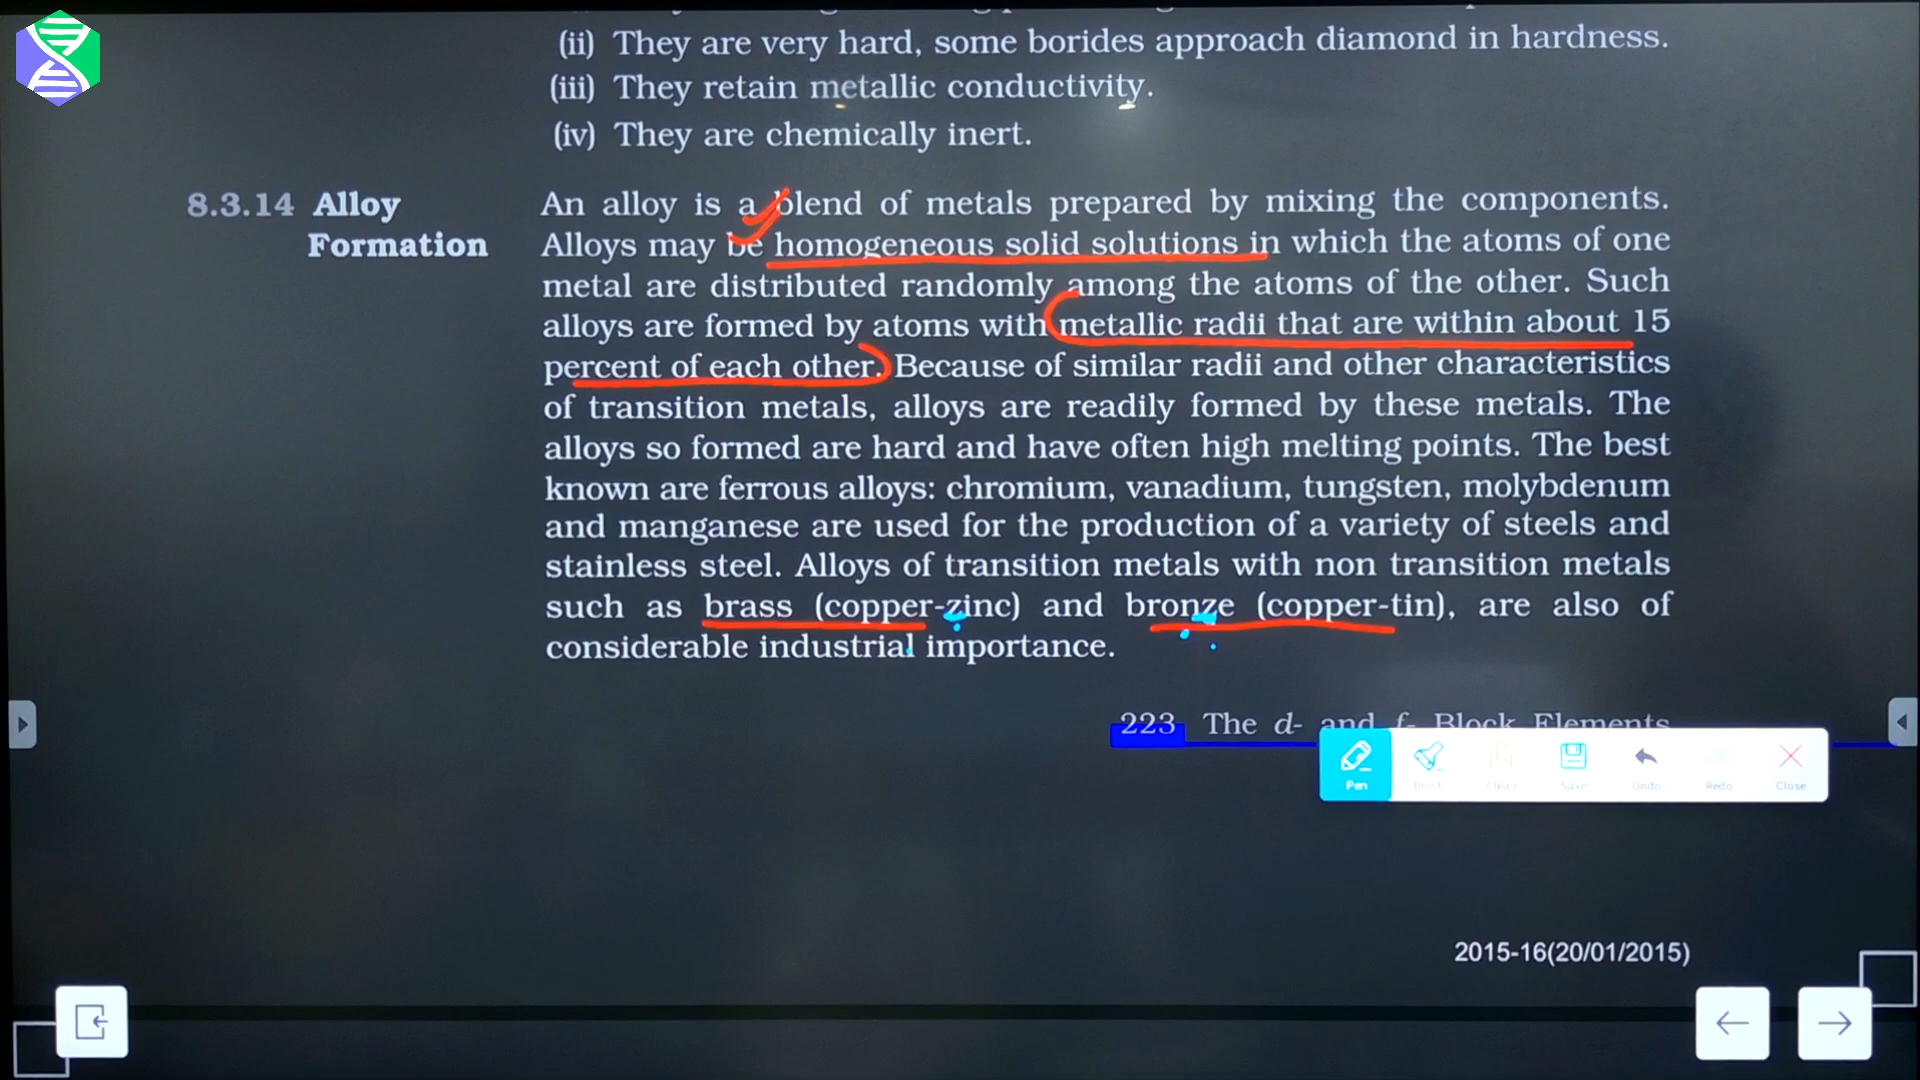 (ii) They are very hard, some borides approach diamond in hardness.
(iii) They retain metallic conductivity.
(iv) They are chemically inert.
8.3.14 Alloy
Formation
An alloy is a blend of metals prepared by mixing the components.
Alloys may be homogeneous solid solutions in which the atoms of one
metal are distributed randomly among the atoms of the other. Such
alloys are formed by atoms with metallic radii that are within about 15
percent of each other. Because of similar radii and other characteristics
of transition metals, alloys are readily formed by these metals. The
alloys so formed are hard and have often high melting points. The best
known are ferrous alloys: chromium, vanadium, tungsten, molybdenum
and manganese are used for the production of a variety of steels and
stainless steel. Alloys of transition metals with non transition metals
such as brass (copper-zinc) and bronze (copper-tin), are also of
considerable industrial importance.
223 The d- and f- Block Elements
Pen Brush Clean Save Undo Redo Close
2015-16(20/01/2015)